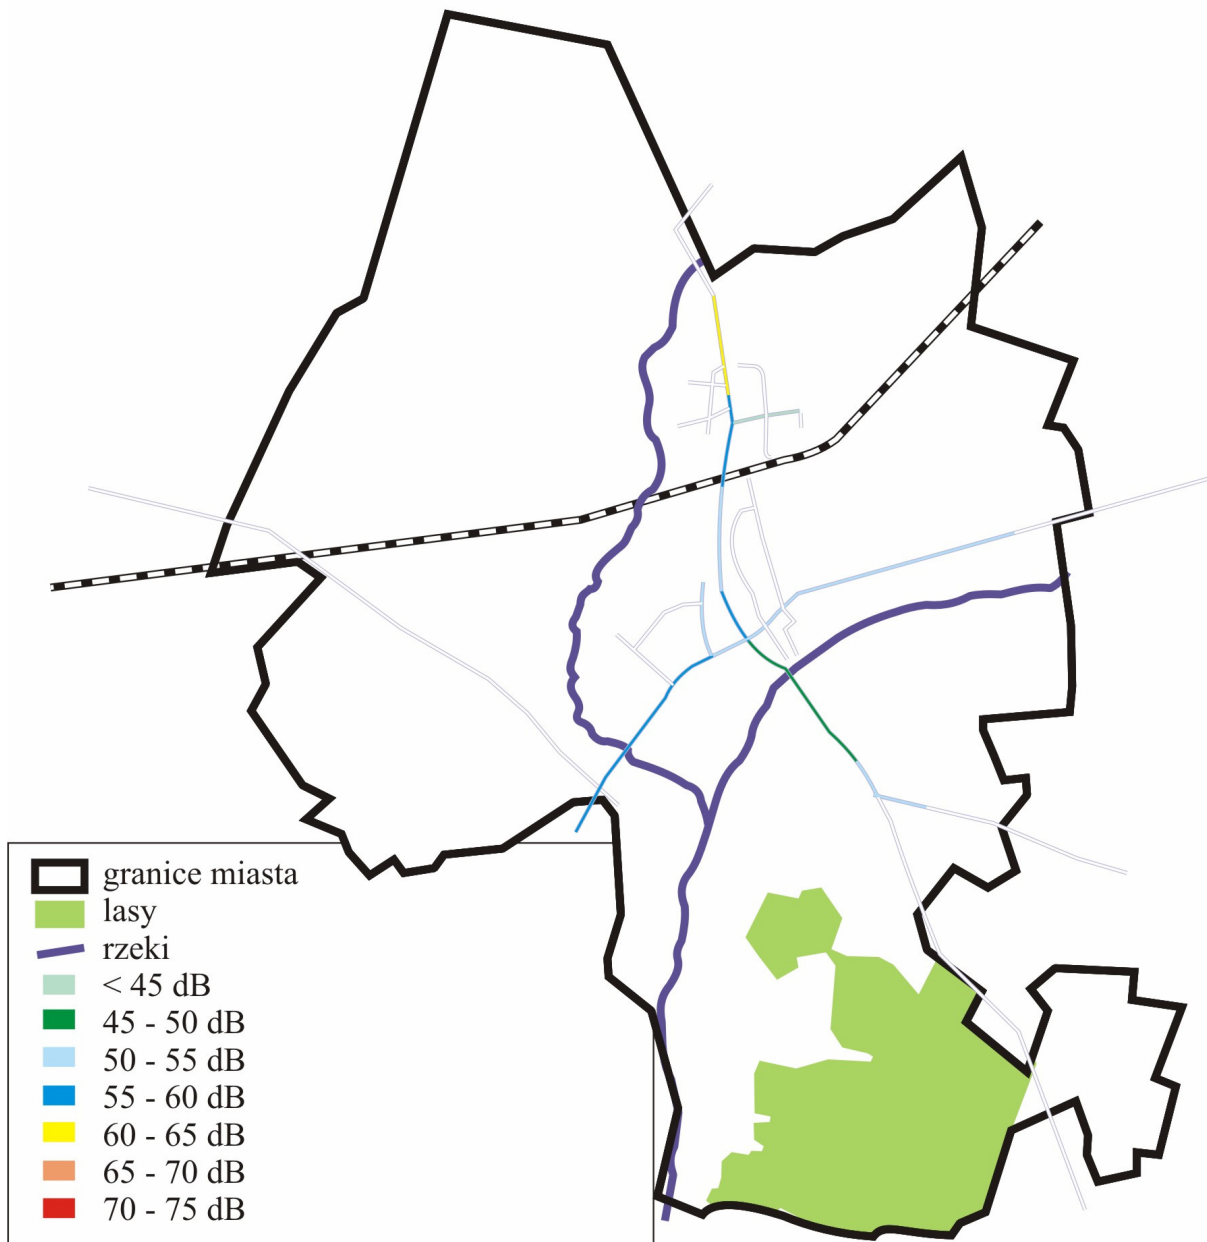 granice miasta
lasy
rzeki
< 45 dB
45 - 50 dB
50 - 55 dB
55 - 60 dB
60 - 65 dB
65 - 70 dB
70 - 75 dB